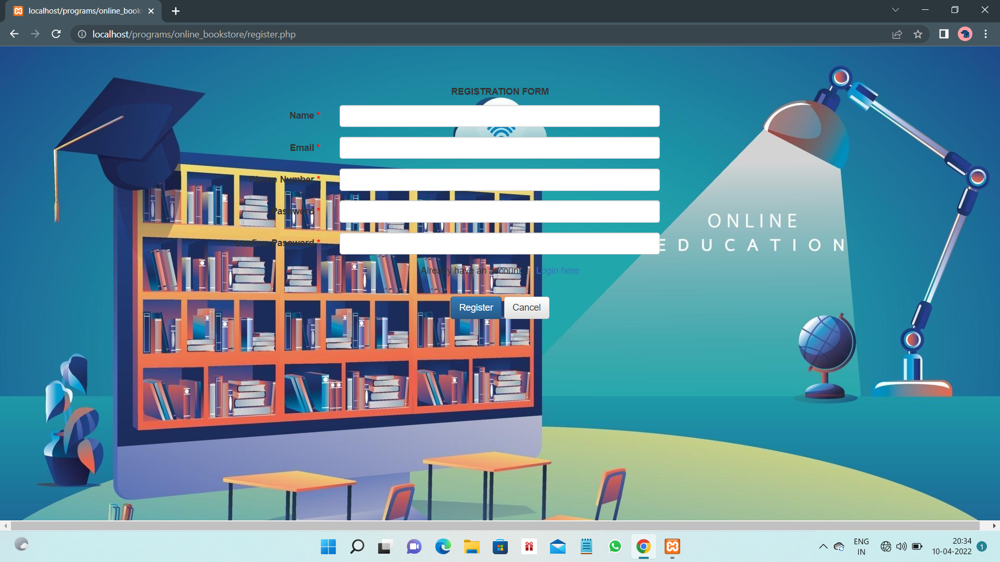 localhost/programs/online_book
localhost/programs/online_bookstore/register.php
REGISTRATION FORM
Name *
Email *
Phone Number *
Password *
Confirm Password *
ONLINE
EDUCATION
Already have an account? Login here
Register Cancel
ENG
IN
20:34
10-04-2022
1